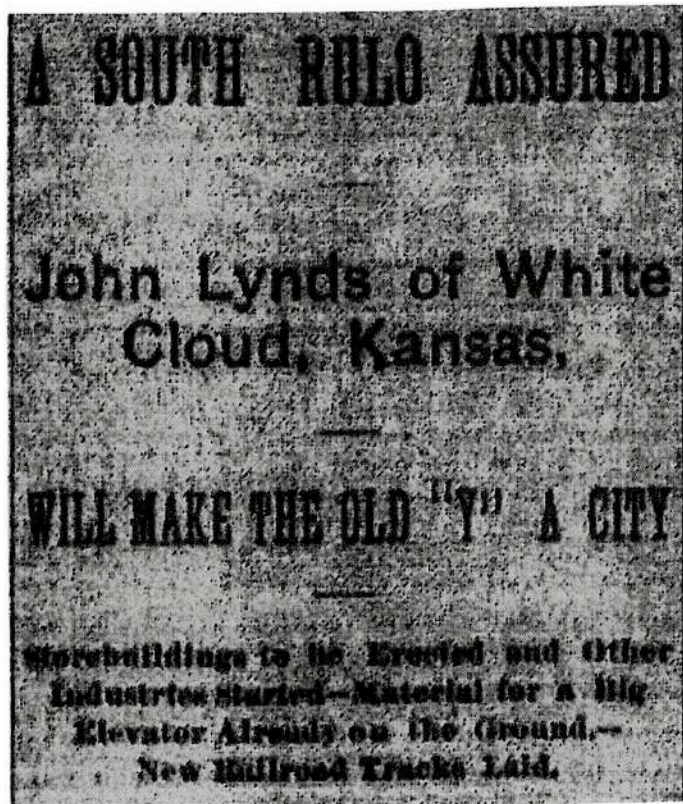 A SOUTH RULO ASSURED
John Lynds of White
Cloud, Kansas,
WILL MAKE THE OLD "Y" A CITY
Storebuildings to be Erected and Other
Industries started—Material for a Big
Elevator Already on the Ground.—
New Railroad Tracks Laid.